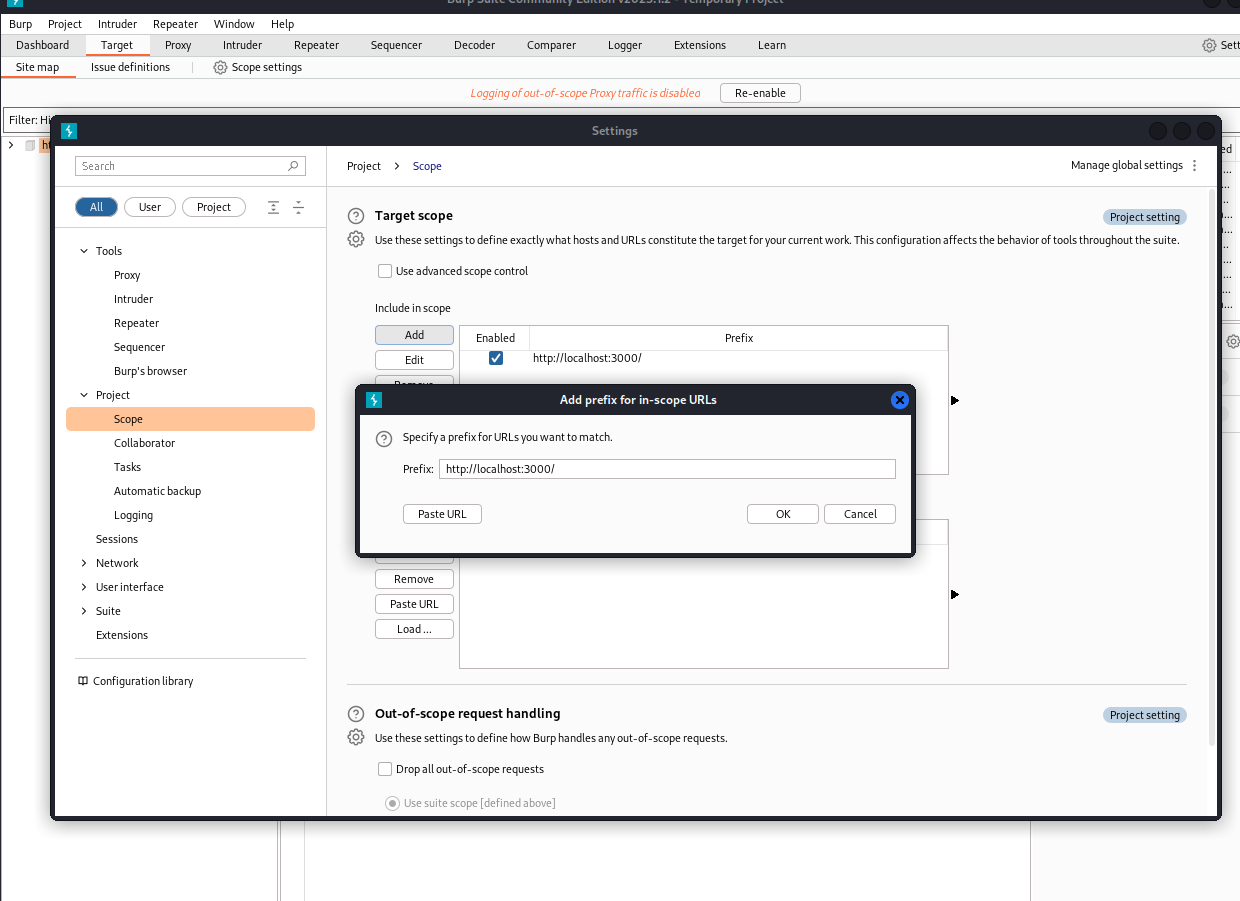 Burp Suite Community Edition v2025.1.2 - Temporary Project
Burp Project Intruder Repeater Window Help
Dashboard Target Proxy Intruder Repeater Sequencer Decoder Comparer Logger Extensions Learn
Site map Issue definitions Scope settings
Logging of out-of-scope Proxy traffic is disabled Re-enable
Filter:
Settings
Search
Project > Scope
Manage global settings
All User Project
Target scope
Project setting
Use these settings to define exactly what hosts and URLs constitute the target for your current work. This configuration affects the behavior of tools throughout the suite.
Tools
Proxy
Intruder
Repeater
Sequencer
Burp's browser
Project
Scope
Collaborator
Tasks
Automatic backup
Logging
Sessions
Network
User interface
Suite
Extensions
Configuration library
Use advanced scope control
Include in scope
Add
Edit
Remove
Enabled Prefix
http://localhost:3000/
Add prefix for in-scope URLs
Specify a prefix for URLs you want to match.
Prefix: http://localhost:3000/
Paste URL OK Cancel
Remove
Paste URL
Load ...
Out-of-scope request handling
Project setting
Use these settings to define how Burp handles any out-of-scope requests.
Drop all out-of-scope requests
Use suite scope [defined above]